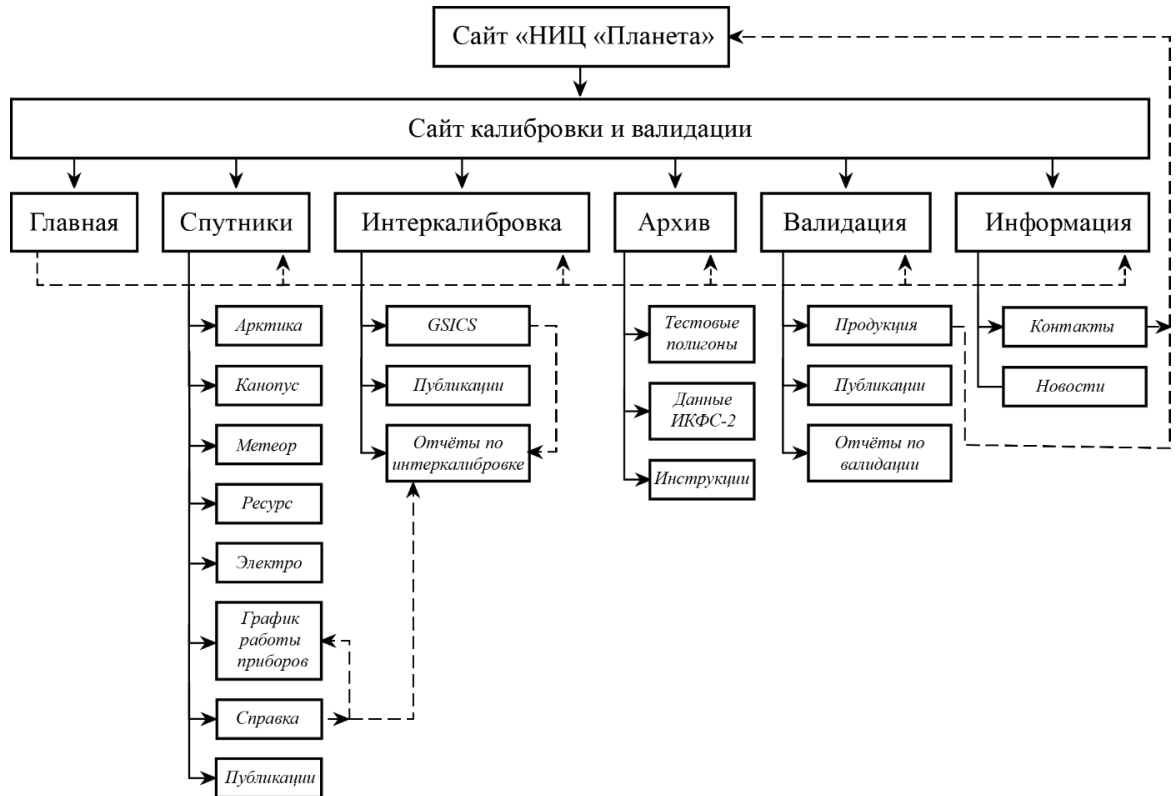 Сайт «НИЦ «Планета»
Сайт калибровки и валидации
Главная
Спутники
Интеркалибровка
Архив
Валидация
Информация
Арктика
Канопус
Метеор
Ресурс
Электро
График
работы
приборов
Справка
Публикации
GSICS
Публикации
Отчёты по
интеркалибровке
Тестовые
полигоны
Данные
ИКФС-2
Инструкции
Продукция
Публикации
Отчёты по
валидации
Контакты
Новости